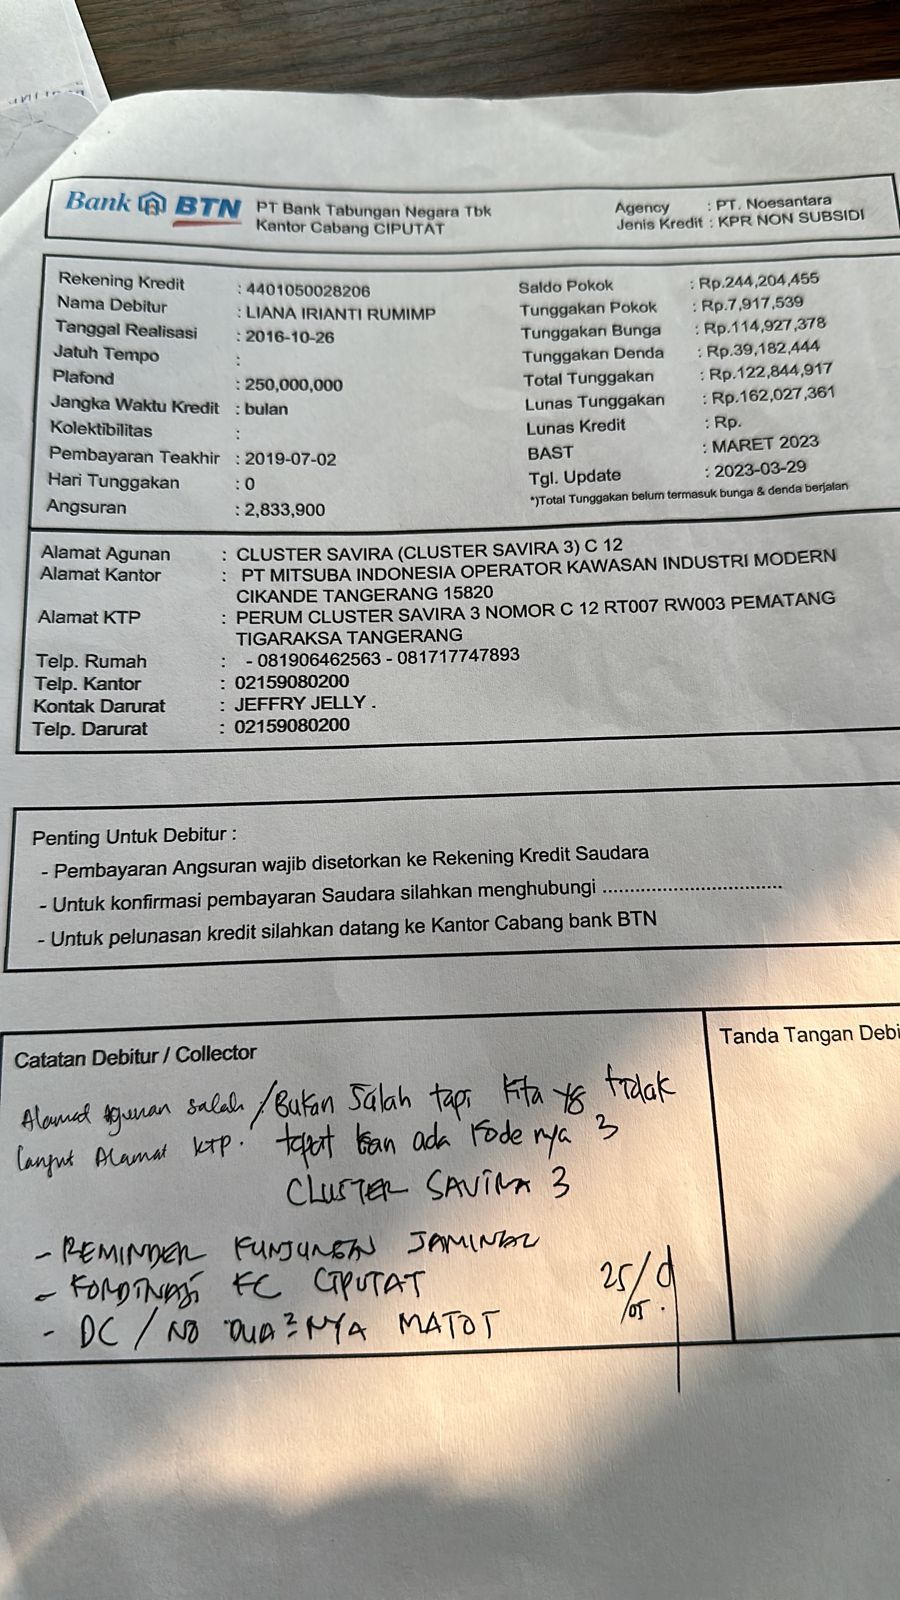 Bank BTN PT Bank Tabungan Negara Tbk
Kantor Cabang CIPUTAT
Agency : PT. Noesantara
Jenis Kredit : KPR NON SUBSIDI
Rekening Kredit : 4401050028206
Nama Debitur : LIANA IRIANTI RUMIMP
Tanggal Realisasi : 2016-10-26
Jatuh Tempo :
Plafond : 250,000,000
Jangka Waktu Kredit : bulan
Kolektibilitas :
Pembayaran Teakhir : 2019-07-02
Hari Tunggakan : 0
Angsuran : 2,833,900
Saldo Pokok : Rp.244,204,455
Tunggakan Pokok : Rp.7,917,539
Tunggakan Bunga : Rp.114,927,378
Tunggakan Denda : Rp.39,182,444
Total Tunggakan : Rp.122,844,917
Lunas Tunggakan : Rp.162,027,361
Lunas Kredit : Rp.
BAST : MARET 2023
Tgl. Update : 2023-03-29
*)Total Tunggakan belum termasuk bunga & denda berjalan
Alamat Agunan : CLUSTER SAVIRA (CLUSTER SAVIRA 3) C 12
Alamat Kantor : PT MITSUBA INDONESIA OPERATOR KAWASAN INDUSTRI MODERN
CIKANDE TANGERANG 15820
Alamat KTP : PERUM CLUSTER SAVIRA 3 NOMOR C 12 RT007 RW003 PEMATANG
TIGARAKSA TANGERANG
Telp. Rumah : - 081906462563 - 081717747893
Telp. Kantor : 02159080200
Kontak Darurat : JEFFRY JELLY .
Telp. Darurat : 02159080200
Penting Untuk Debitur :
- Pembayaran Angsuran wajib disetorkan ke Rekening Kredit Saudara
- Untuk konfirmasi pembayaran Saudara silahkan menghubungi ................................
- Untuk pelunasan kredit silahkan datang ke Kantor Cabang bank BTN
Catatan Debitur / Collector
Tanda Tangan Debi
Alamat agunan salah / Bukan salah tapi kita yg tidak
lanjut Alamat KTP. tepat kan ada kode nya 3
CLUSTER SAVIRA 3
- REMINDER KUNJUNGAN JAMINAN
- KORDINASI KC CIPUTAT
- DC / NO DUA²NYA MATOT
25/05.